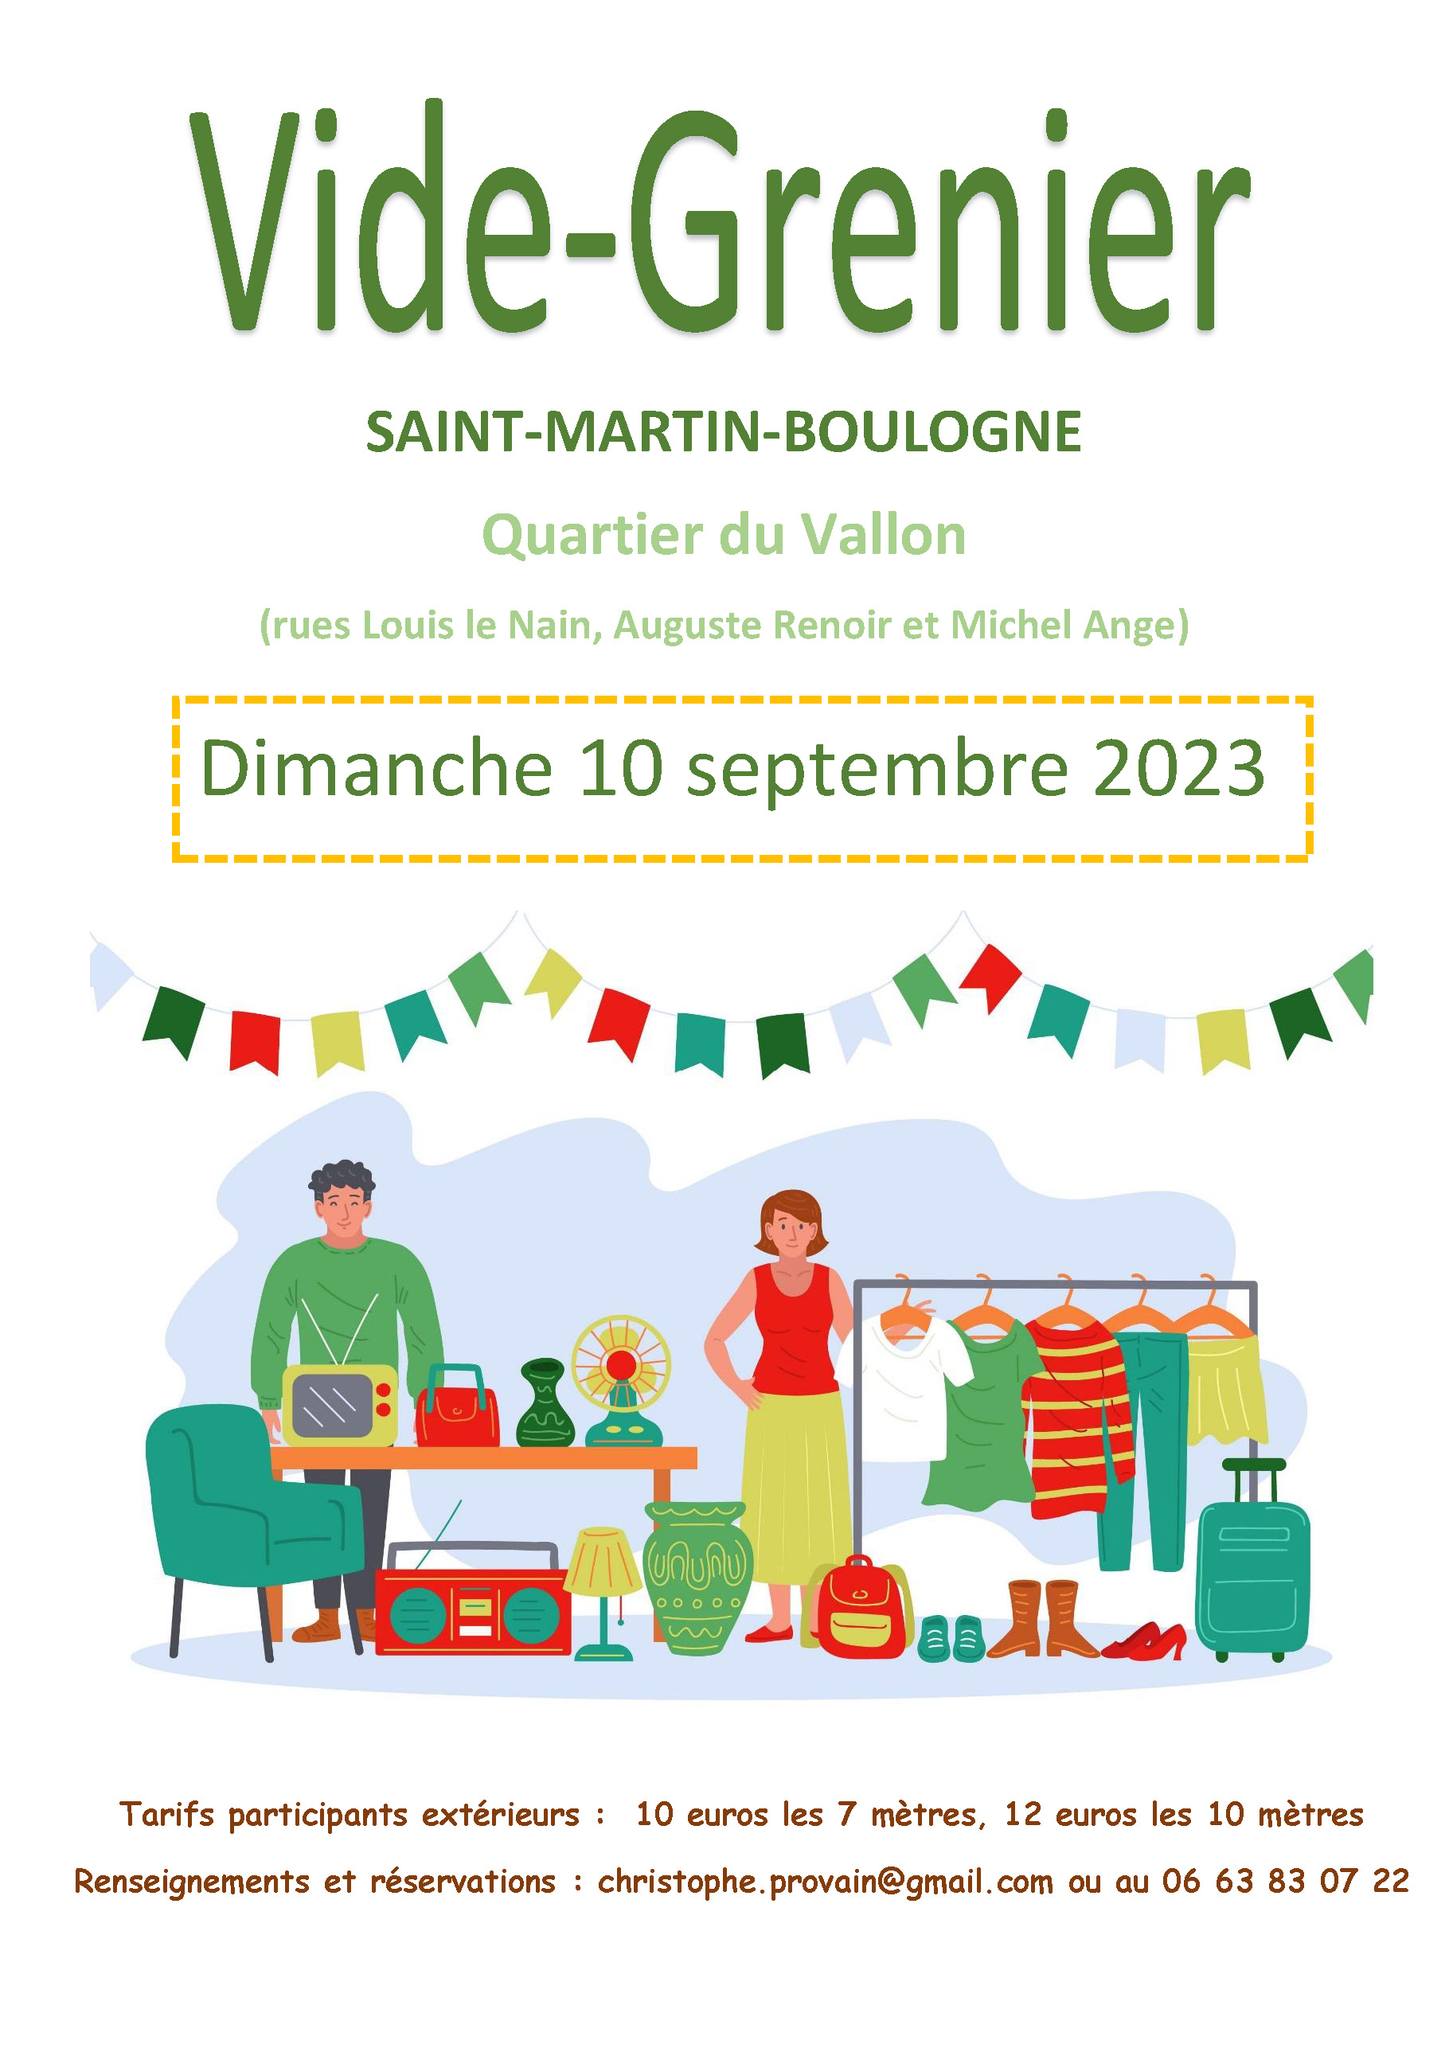 Vide-Grenier
SAINT-MARTIN-BOULOGNE
Quartier du Vallon
(rues Louis le Nain, Auguste Renoir et Michel Ange)
Dimanche 10 septembre 2023
Tarifs participants extérieurs : 10 euros les 7 mètres, 12 euros les 10 mètres
Renseignements et réservations : christophe.provain@gmail.com ou au 06 63 83 07 22